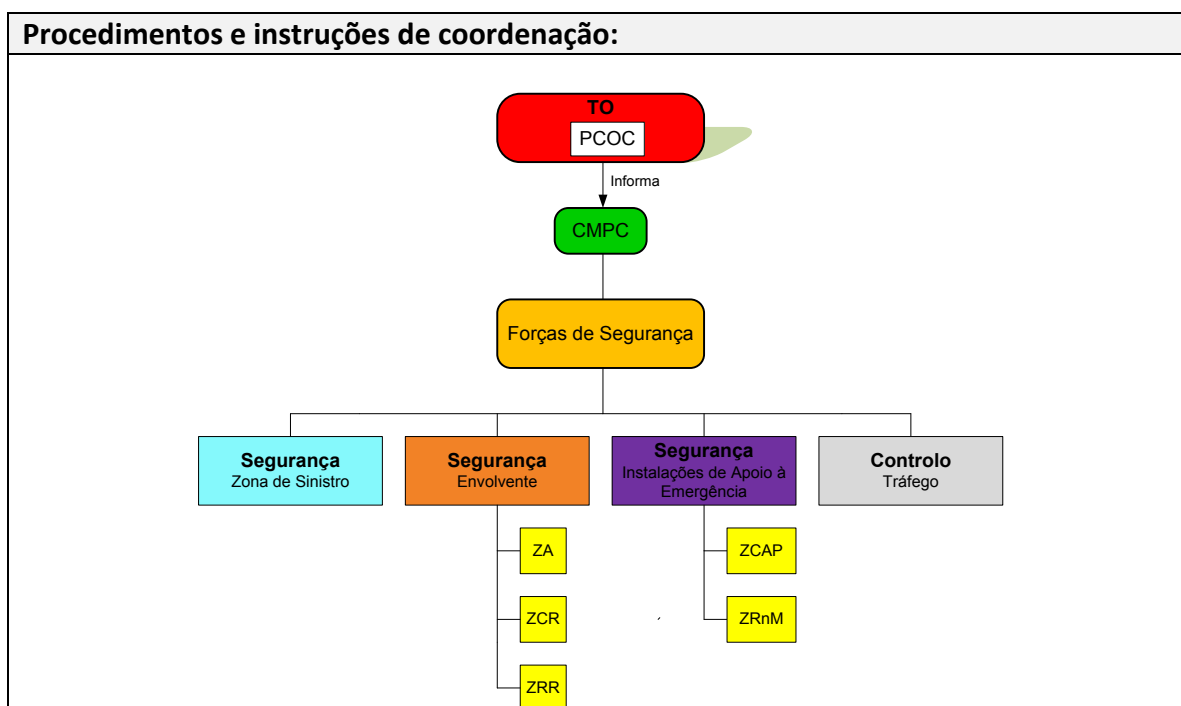 Procedimentos e instruções de coordenação:
TO
PCOC
Informa
CMPC
Forças de Segurança
Segurança
Zona de Sinistro
Segurança
Envolvente
Segurança
Instalações de Apoio à
Emergência
Controlo
Tráfego
ZA
ZCAP
ZCR
ZRnM
ZRR